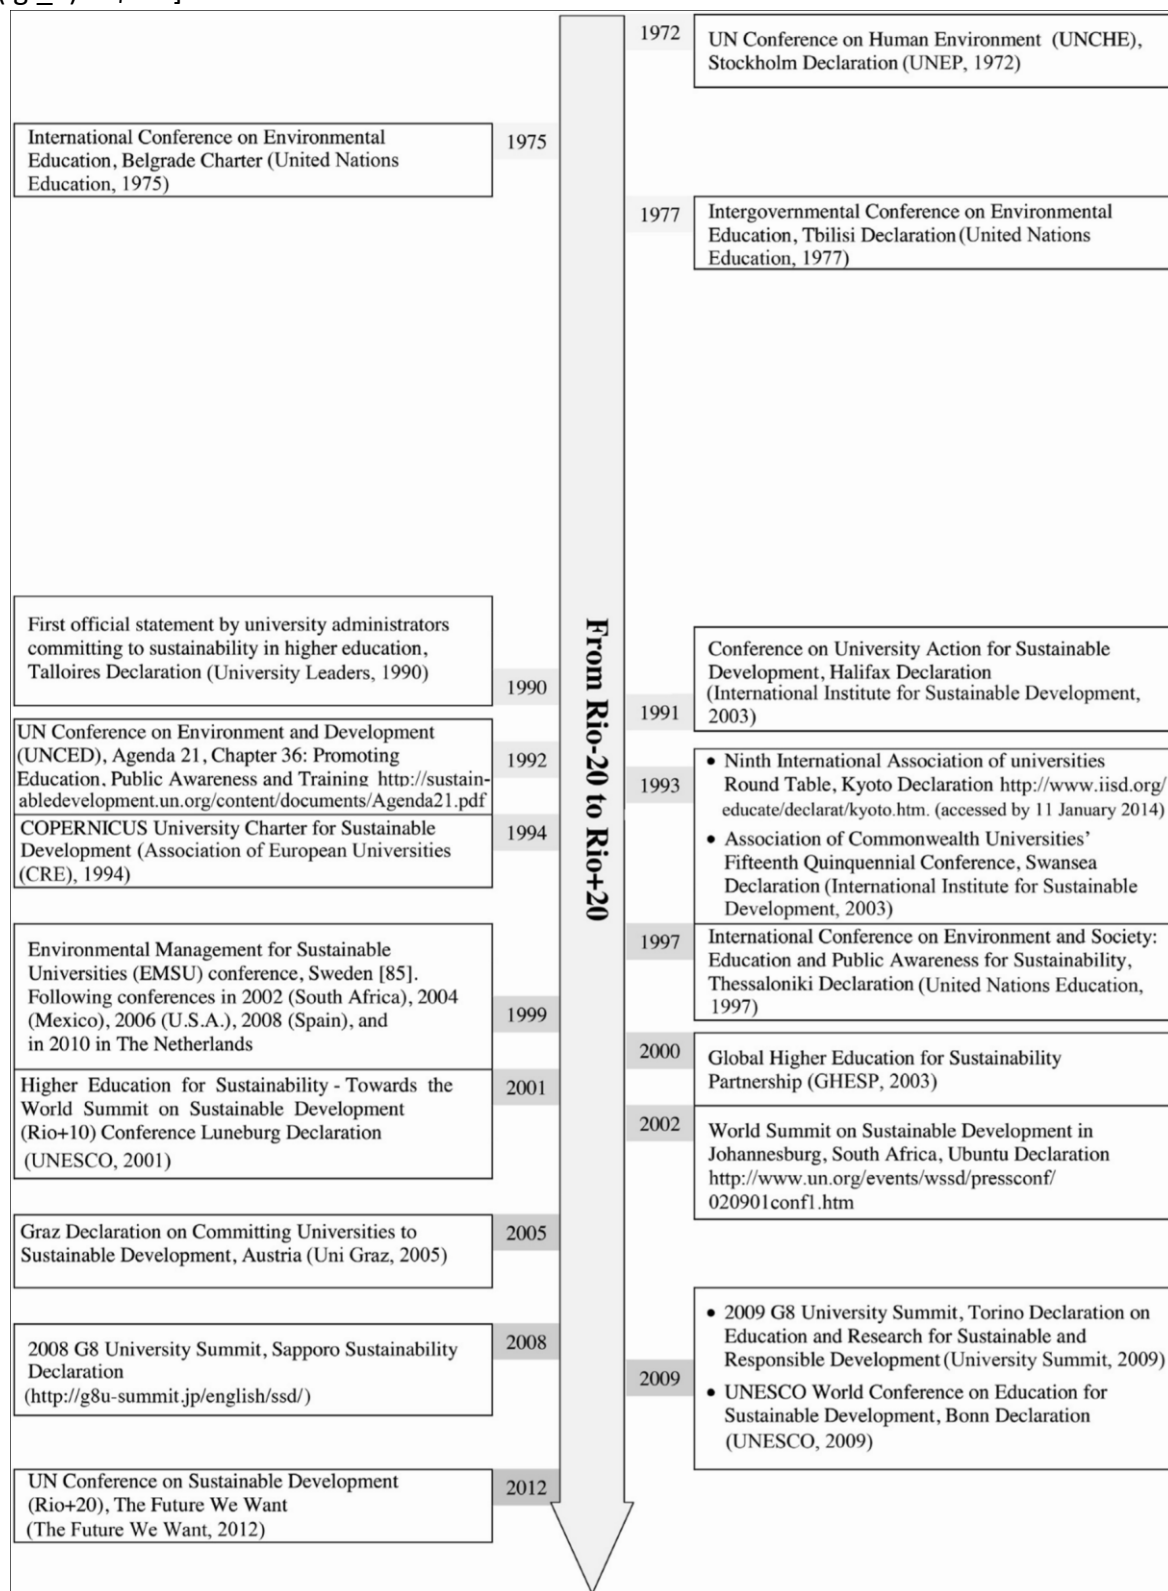 1972
UN Conference on Human Environment (UNCHE),
Stockholm Declaration (UNEP, 1972)
International Conference on Environmental
Education, Belgrade Charter (United Nations
Education, 1975)
1975
1977
Intergovernmental Conference on Environmental
Education, Tbilisi Declaration (United Nations
Education, 1977)
From Rio-20 to Rio+20
First official statement by university administrators
committing to sustainability in higher education,
Talloires Declaration (University Leaders, 1990)
1990
1991
Conference on University Action for Sustainable
Development, Halifax Declaration
(International Institute for Sustainable Development,
2003)
UN Conference on Environment and Development
(UNCED), Agenda 21, Chapter 36: Promoting
Education, Public Awareness and Training http://sustain-
abledevelopment.un.org/content/documents/Agenda21.pdf
1992
1993
• Ninth International Association of universities
Round Table, Kyoto Declaration http://www.iisd.org/
educate/declarat/kyoto.htm. (accessed by 11 January 2014)
• Association of Commonwealth Universities’
Fifteenth Quinquennial Conference, Swansea
Declaration (International Institute for Sustainable
Development, 2003)
COPERNICUS University Charter for Sustainable
Development (Association of European Universities
(CRE), 1994)
1994
1997
International Conference on Environment and Society:
Education and Public Awareness for Sustainability,
Thessaloniki Declaration (United Nations Education,
1997)
Environmental Management for Sustainable
Universities (EMSU) conference, Sweden [85].
Following conferences in 2002 (South Africa), 2004
(Mexico), 2006 (U.S.A.), 2008 (Spain), and
in 2010 in The Netherlands
1999
2000
Global Higher Education for Sustainability
Partnership (GHESP, 2003)
Higher Education for Sustainability - Towards the
World Summit on Sustainable Development
(Rio+10) Conference Luneburg Declaration
(UNESCO, 2001)
2001
2002
World Summit on Sustainable Development in
Johannesburg, South Africa, Ubuntu Declaration
http://www.un.org/events/wssd/pressconf/
020901conf1.htm
Graz Declaration on Committing Universities to
Sustainable Development, Austria (Uni Graz, 2005)
2005
2008 G8 University Summit, Sapporo Sustainability
Declaration
(http://g8u-summit.jp/english/ssd/)
2008
2009
• 2009 G8 University Summit, Torino Declaration on
Education and Research for Sustainable and
Responsible Development (University Summit, 2009)
• UNESCO World Conference on Education for
Sustainable Development, Bonn Declaration
(UNESCO, 2009)
UN Conference on Sustainable Development
(Rio+20), The Future We Want
(The Future We Want, 2012)
2012